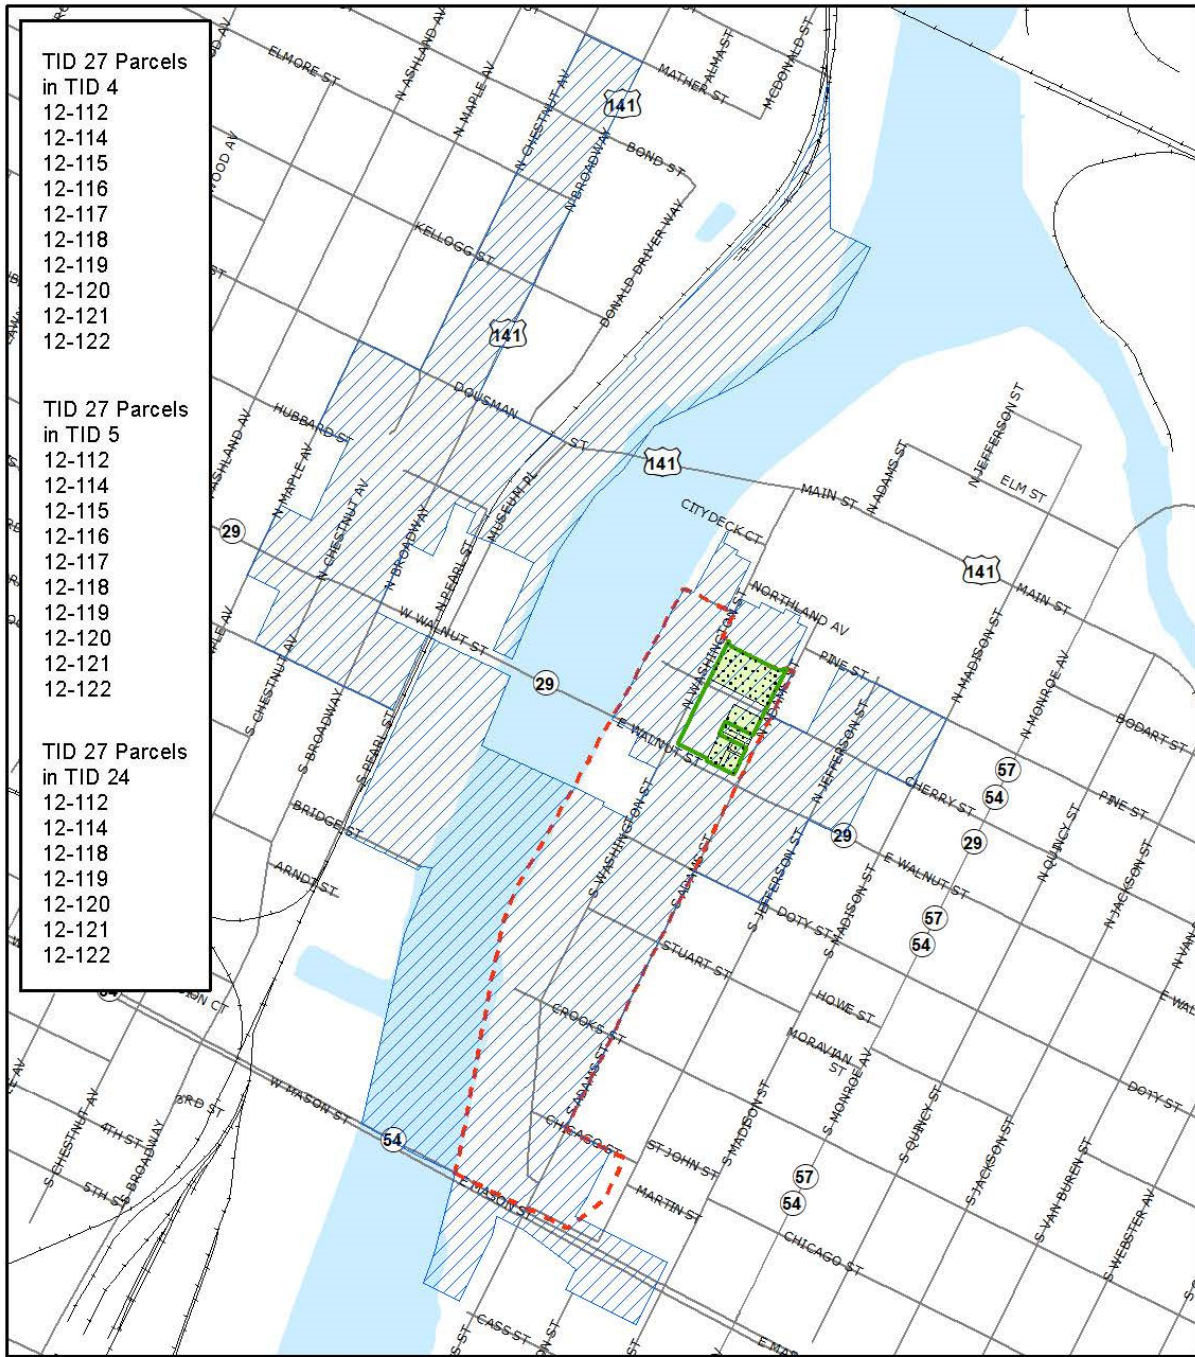 TID 27 Parcels
in TID 4
12-112
12-114
12-115
12-116
12-117
12-118
12-119
12-120
12-121
12-122
TID 27 Parcels
in TID 5
12-112
12-114
12-115
12-116
12-117
12-118
12-119
12-120
12-121
12-122
TID 27 Parcels
in TID 24
12-112
12-114
12-118
12-119
12-120
12-121
12-122
ELMORE ST
N ASHLAND AV
N MAPLE AV
N CHESTNUT AV
N BROADWAY
141
MATHER ST
PALMA ST
MCDONALD ST
BOND ST
KELLOGG ST
DONALD DRIVER WAY
141
DOUSMAN
ST
HUBBARD ST
ASHLAND AV
N MAPLE AV
N CHESTNUT AV
N BROADWAY
N PEARL ST
MUSEUM PL
29
141
MAIN ST
N ADAMS ST
N JEFFERSON ST
ELM ST
CITY DECK CT
141
MAIN ST
NORTHLAND AV
N WASHINGTON ST
N ADAMS ST
PINE ST
N MADISON ST
N MONROE AV
BODART ST
W WALNUT ST
29
E WALNUT ST
N JEFFERSON ST
CHERRY ST
PINE ST
57
54
29
29
E WALNUT ST
N QUINCY ST
N JACKSON ST
S CHESTNUT AV
S BROADWAY
S PEARL ST
BRIDGE ST
ARNDT ST
S WASHINGTON ST
S ADAMS ST
S JEFFERSON ST
DOTY ST
S MADISON ST
57
54
STUART ST
HOWE ST
MORAVIAN
ST
CROOKS ST
S ADAMS ST
S MONROE AV
DOTY ST
W MASON ST
54
3RD ST
4TH ST
5TH ST
S CHESTNUT AV
S BROADWAY
CHICAGO ST
ST JOHN ST
MARTIN ST
S MADISON ST
57
54
S QUINCY ST
S JACKSON ST
S VAN BUREN ST
S WEBSTER AV
E MASON ST
CHICAGO ST
CASS ST